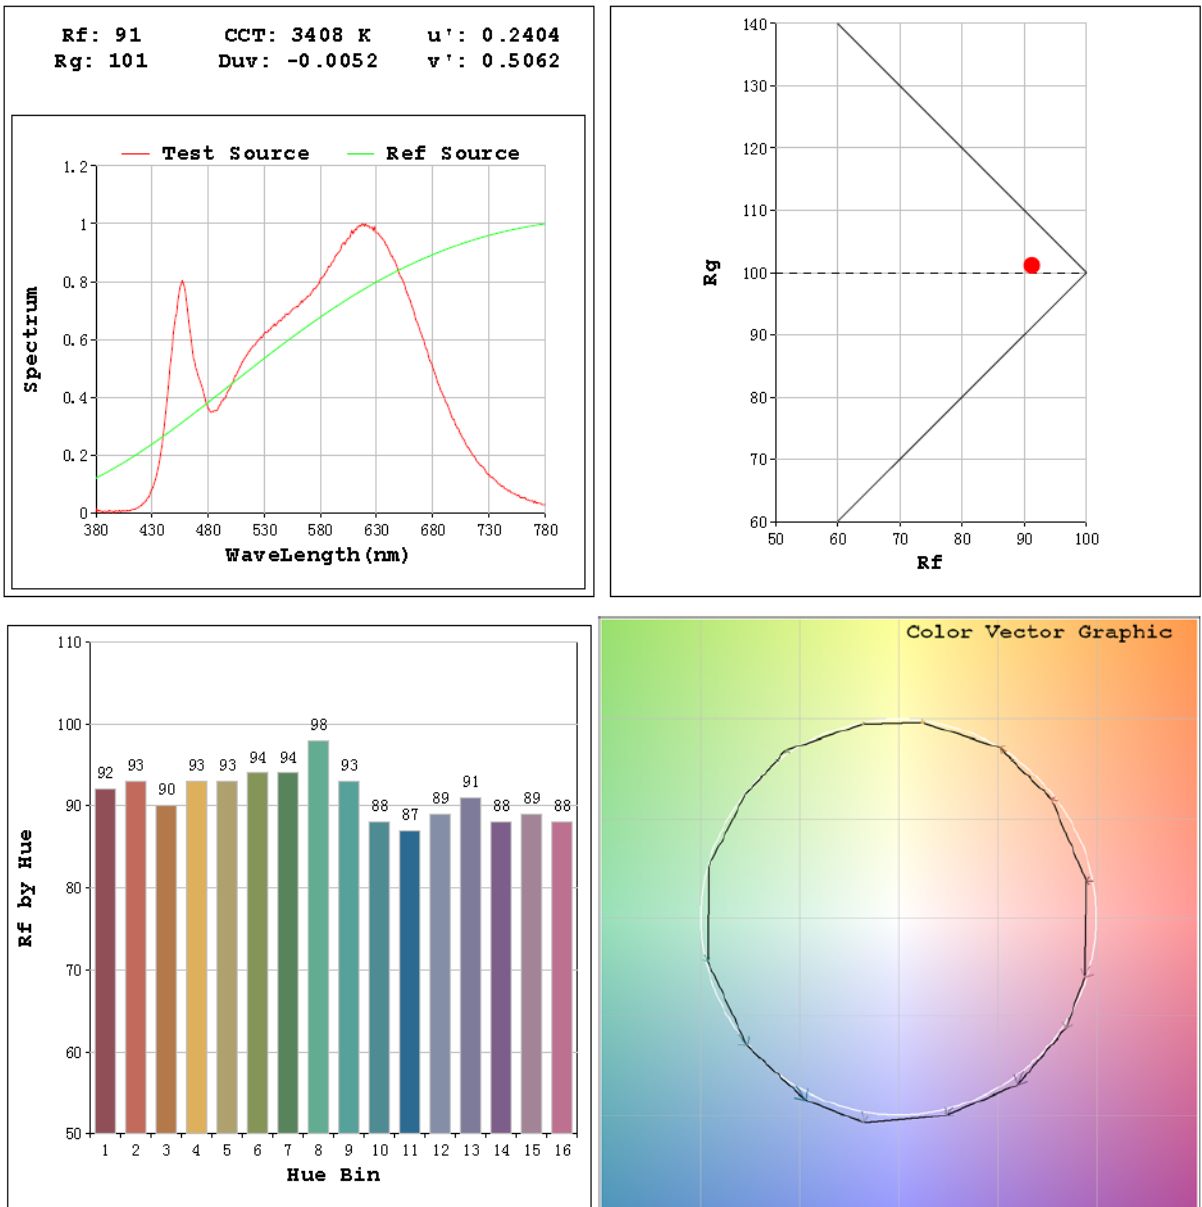 Rf: 91 CCT: 3408 K u': 0.2404
Rg: 101 Duv: -0.0052 v': 0.5062
Test Source Ref Source
1.2
1
0.8
0.6
0.4
0.2
0
Spectrum
380 430 480 530 580 630 680 730 780
WaveLength(nm)
140
130
120
110
100
90
80
70
60
Rg
50 60 70 80 90 100
Rf
110
100
90
80
70
60
50
Rf by Hue
92 93 90 93 93 94 94 98 93 88 87 89 91 88 89 88
1 2 3 4 5 6 7 8 9 10 11 12 13 14 15 16
Hue Bin
Color Vector Graphic